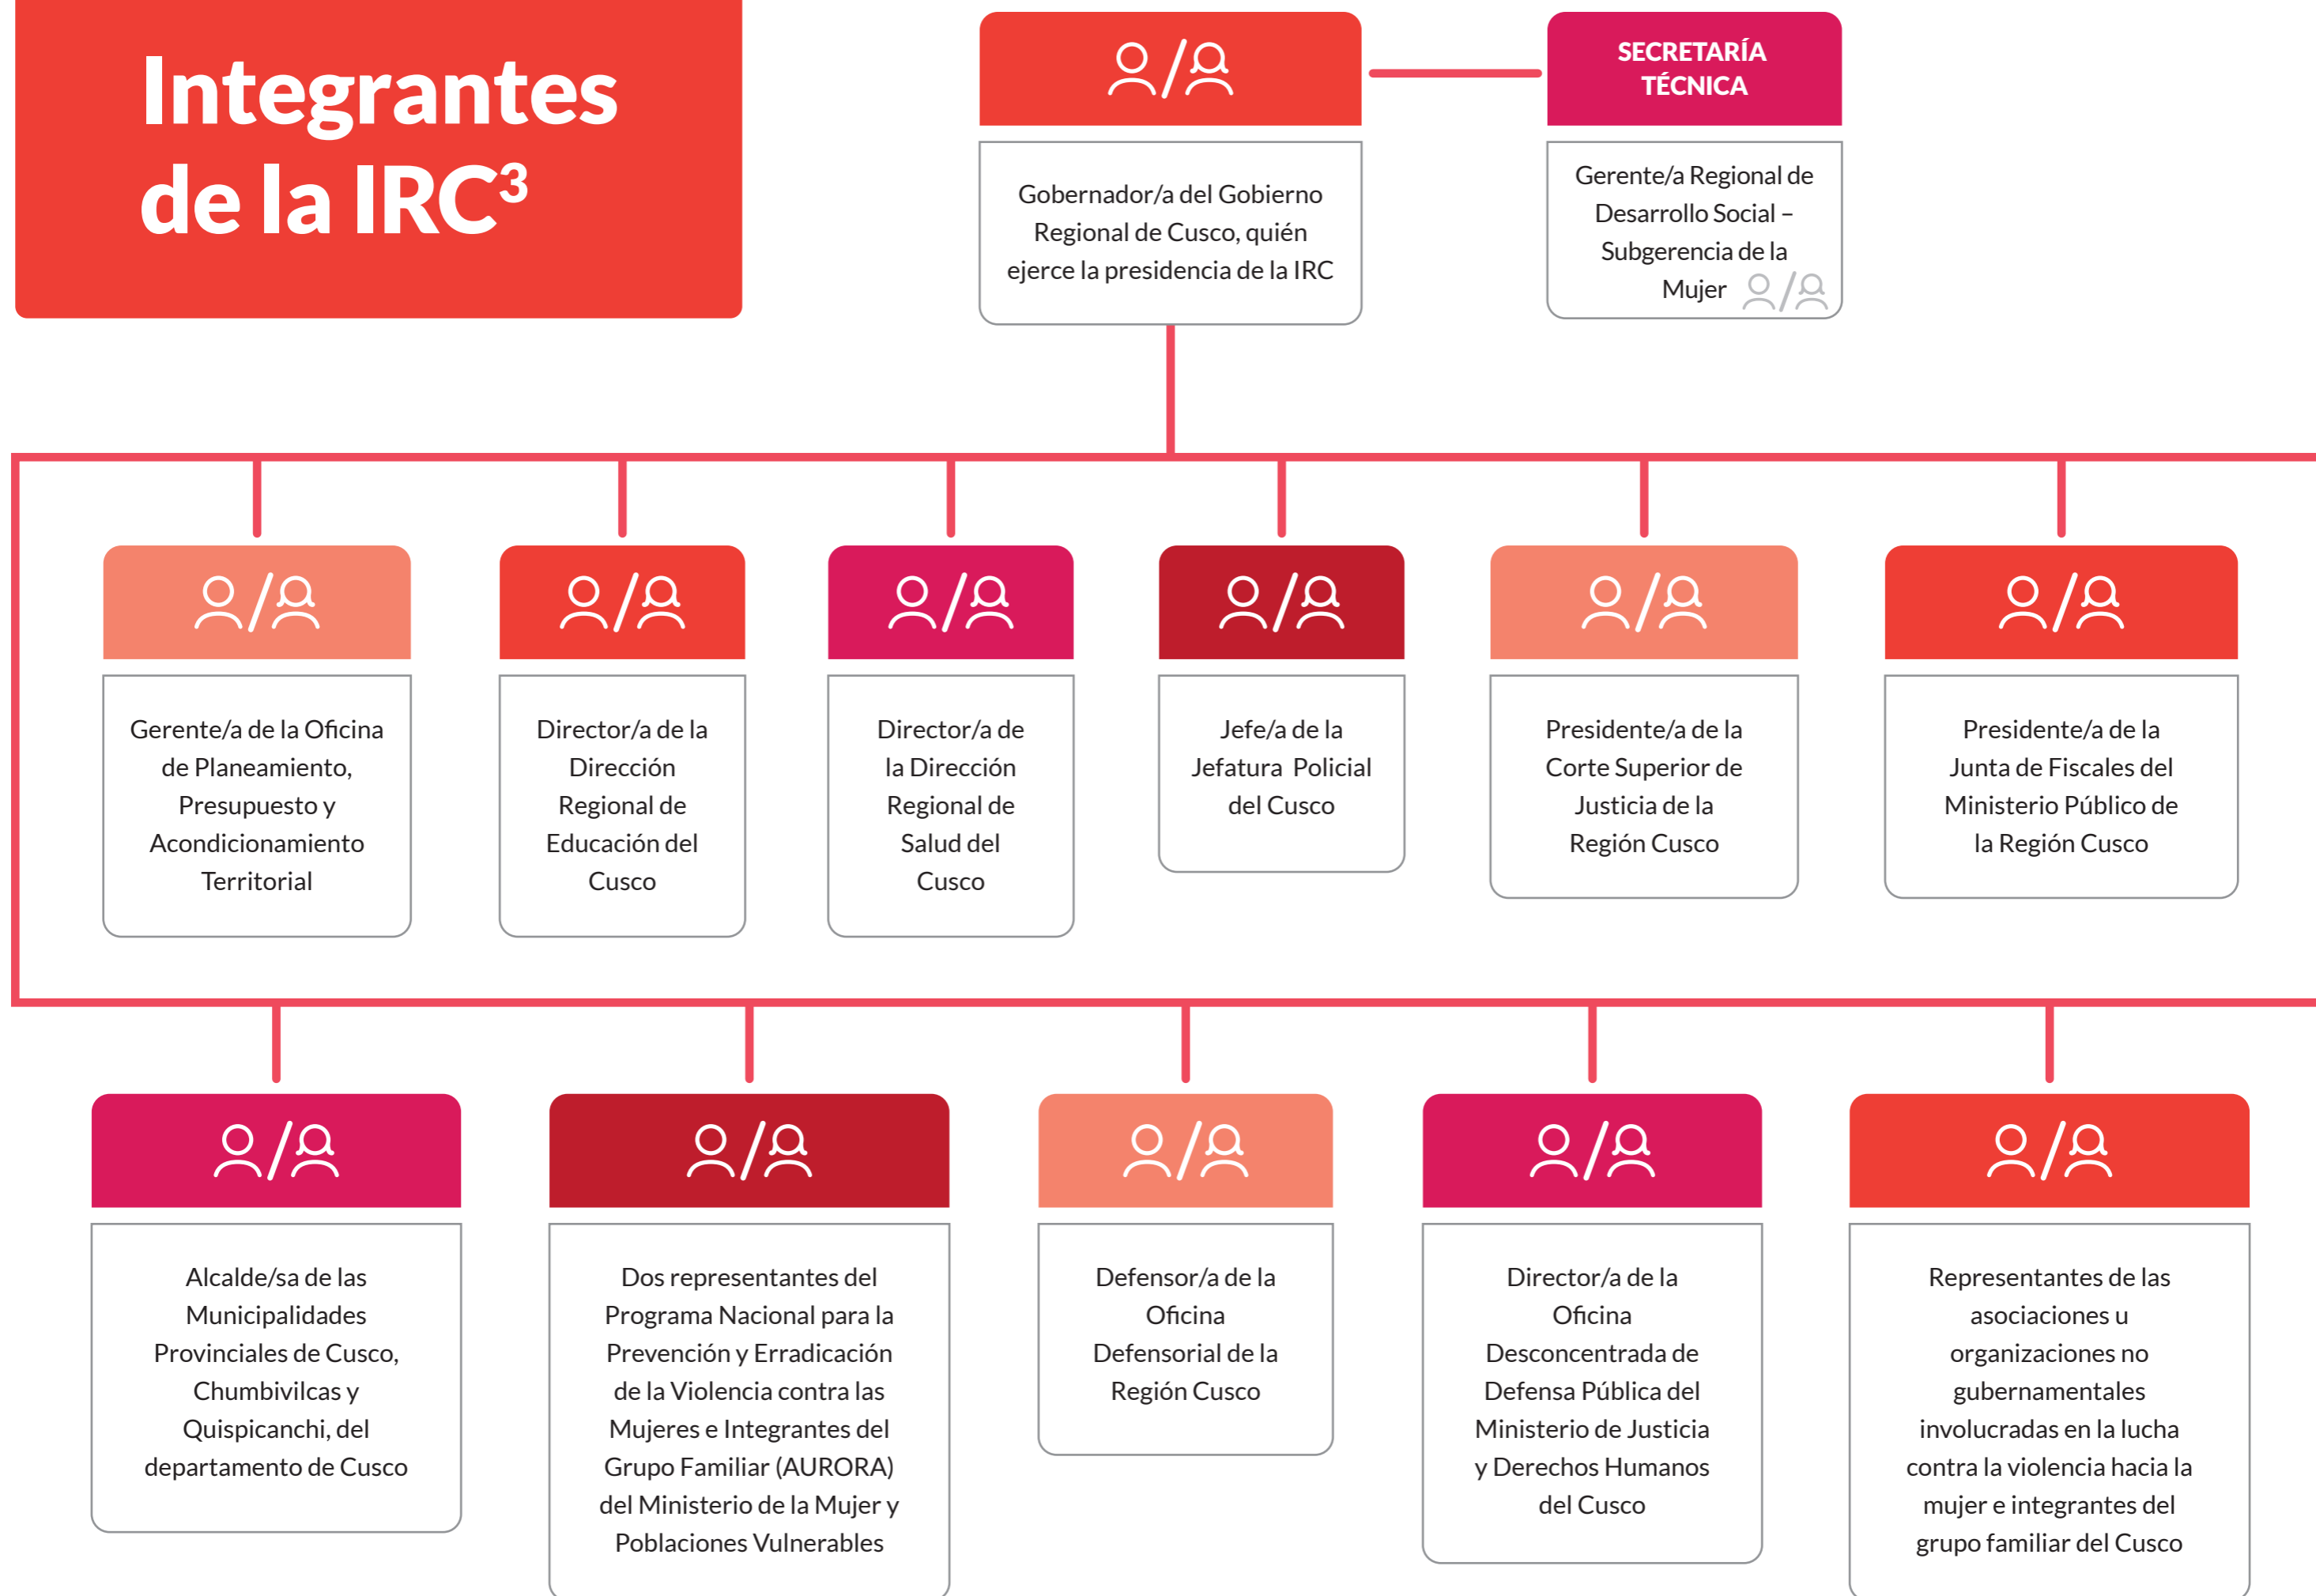 Integrantes
de la IRC³
Gobernador/a del Gobierno
Regional de Cusco, quién
ejerce la presidencia de la IRC
SECRETARÍA
TÉCNICA
Gerente/a Regional de
Desarrollo Social –
Subgerencia de la
Mujer
Gerente/a de la Oficina
de Planeamiento,
Presupuesto y
Acondicionamiento
Territorial
Director/a de la
Dirección
Regional de
Educación del
Cusco
Director/a de
la Dirección
Regional de
Salud del
Cusco
Jefe/a de la
Jefatura Policial
del Cusco
Presidente/a de la
Corte Superior de
Justicia de la
Región Cusco
Presidente/a de la
Junta de Fiscales del
Ministerio Público de
la Región Cusco
Alcalde/sa de las
Municipalidades
Provinciales de Cusco,
Chumbivilcas y
Quispicanchi, del
departamento de Cusco
Dos representantes del
Programa Nacional para la
Prevención y Erradicación
de la Violencia contra las
Mujeres e Integrantes del
Grupo Familiar (AURORA)
del Ministerio de la Mujer y
Poblaciones Vulnerables
Defensor/a de la
Oficina
Defensorial de la
Región Cusco
Director/a de la
Oficina
Desconcentrada de
Defensa Pública del
Ministerio de Justicia
y Derechos Humanos
del Cusco
Representantes de las
asociaciones u
organizaciones no
gubernamentales
involucradas en la lucha
contra la violencia hacia la
mujer e integrantes del
grupo familiar del Cusco